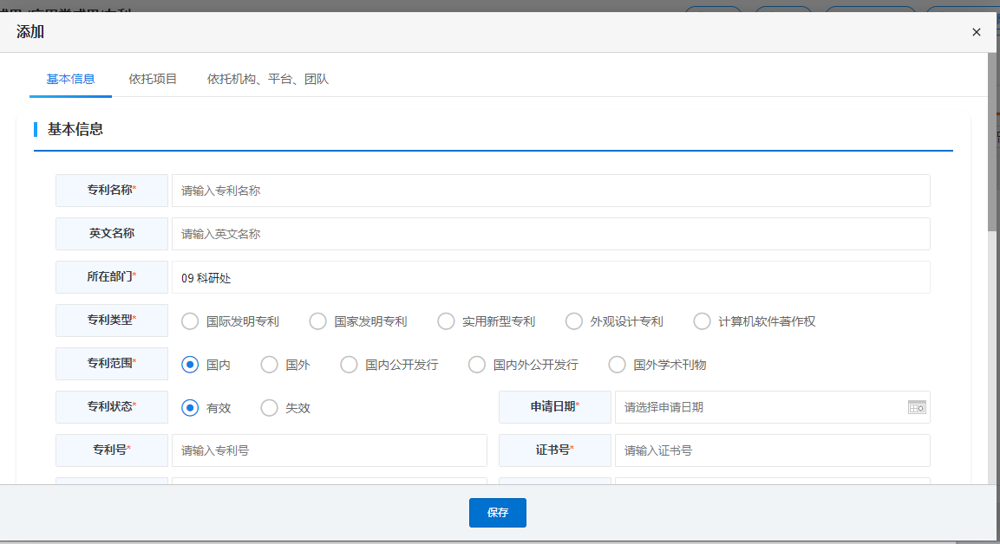 添加
×
基本信息 依托项目 依托机构、平台、团队
基本信息
专利名称* 请输入专利名称
英文名称 请输入英文名称
所在部门* 09 科研处
专利类型* 国际发明专利 国家发明专利 实用新型专利 外观设计专利 计算机软件著作权
专利范围* 国内 国外 国内公开发行 国内外公开发行 国外学术刊物
专利状态* 有效 失效 申请日期* 请选择申请日期
专利号* 请输入专利号 证书号* 请输入证书号
保存